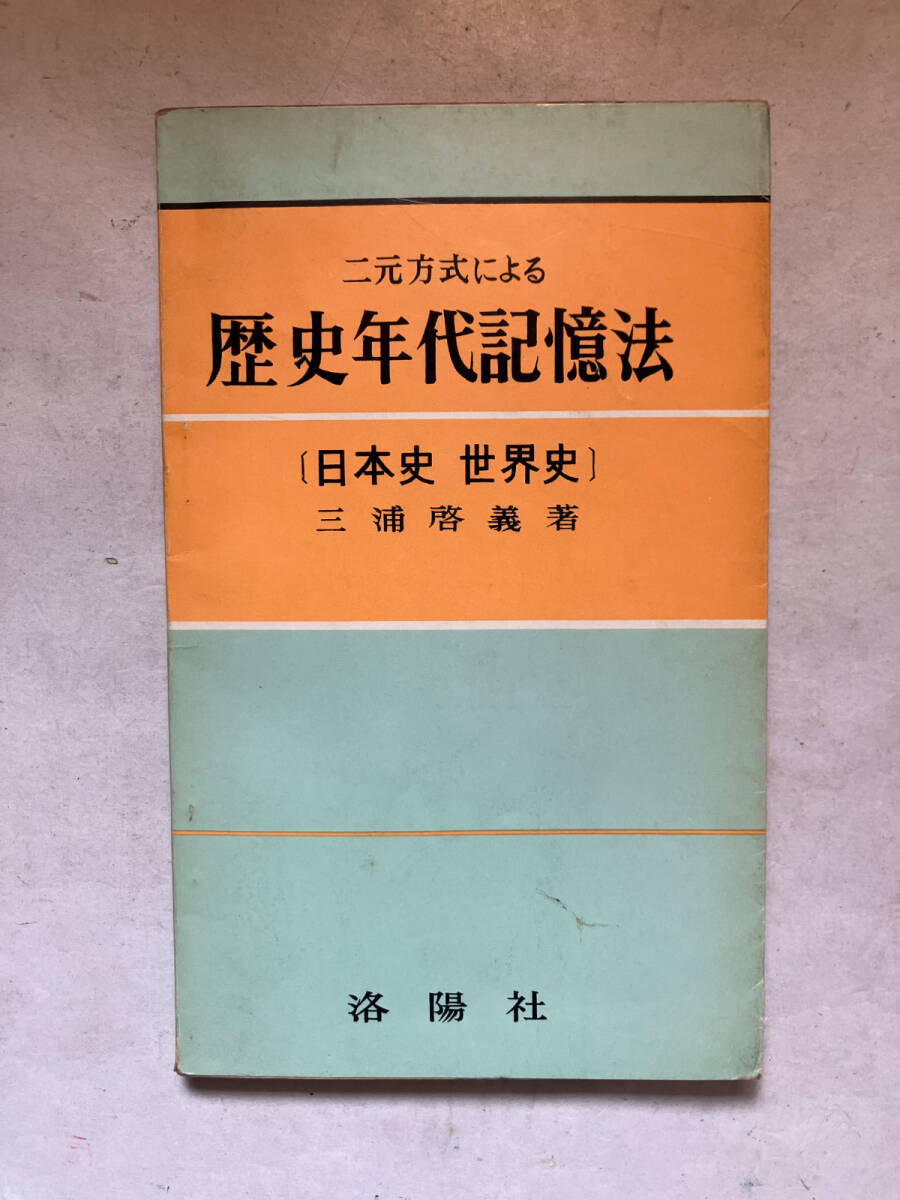 二元方式による
歴史年代記憶法
〔日本史 世界史〕
三浦啓義著
洛陽社